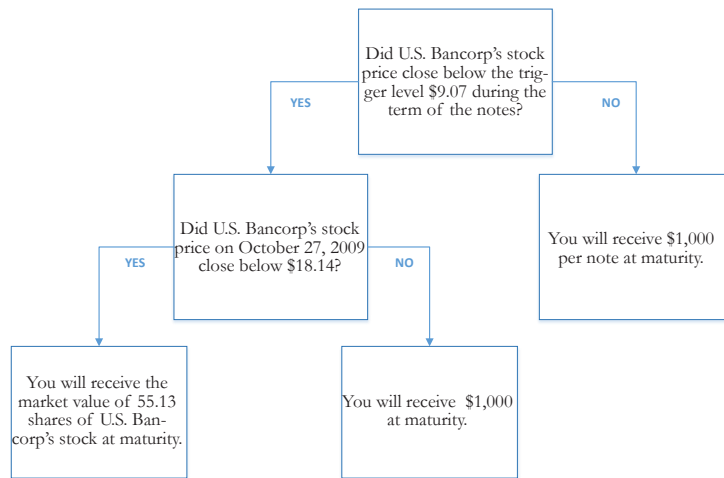 Did U.S. Bancorp's stock
price close below the trig-
ger level $9.07 during the
term of the notes?
YES
NO
Did U.S. Bancorp's stock
price on October 27, 2009
close below $18.14?
You will receive $1,000
per note at maturity.
YES
NO
You will receive the
market value of 55.13
shares of U.S. Ban-
corp's stock at maturity.
You will receive $1,000
at maturity.